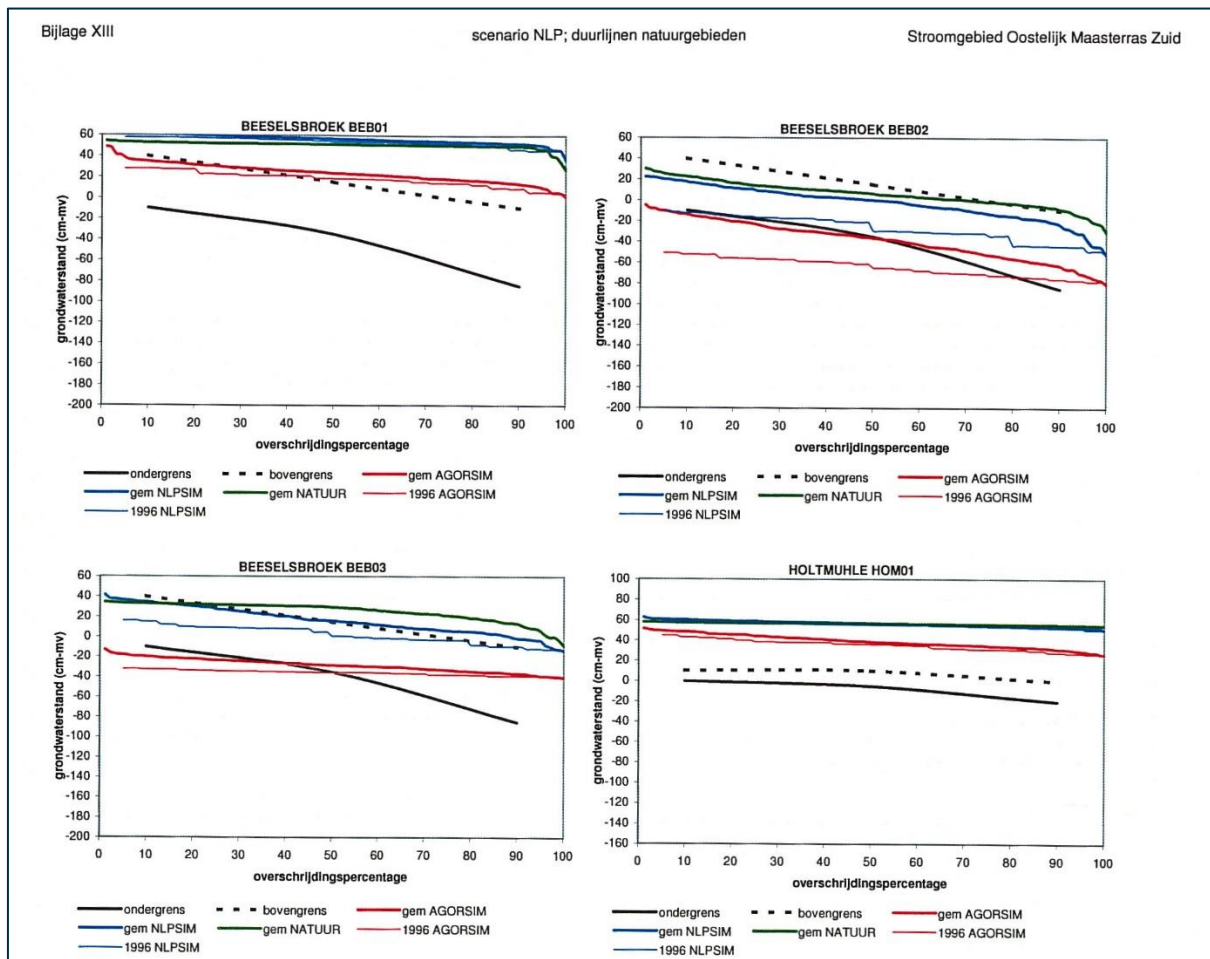 Bijlage XIII
scenario NLP; duurlijnen natuurgebieden
Stroomgebied Oostelijk Maasterras Zuid
BEESELSBROEK BEB01
grondwaterstand (cm-mv)
60
40
20
0
-20
-40
-60
-80
-100
-120
-140
-160
-180
-200
0 10 20 30 40 50 60 70 80 90 100
overschrijdingspercentage
ondergrens bovengrens gem AGORSIM
gem NLPSIM gem NATUUR 1996 AGORSIM
1996 NLPSIM
BEESELSBROEK BEB02
grondwaterstand (cm-mv)
60
40
20
0
-20
-40
-60
-80
-100
-120
-140
-160
-180
-200
0 10 20 30 40 50 60 70 80 90 100
overschrijdingspercentage
ondergrens bovengrens gem AGORSIM
gem NLPSIM gem NATUUR 1996 AGORSIM
1996 NLPSIM
BEESELSBROEK BEB03
grondwaterstand (cm-mv)
60
40
20
0
-20
-40
-60
-80
-100
-120
-140
-160
-180
-200
0 10 20 30 40 50 60 70 80 90 100
overschrijdingspercentage
ondergrens bovengrens gem AGORSIM
gem NLPSIM gem NATUUR 1996 AGORSIM
1996 NLPSIM
HOLTMUHLE HOM01
grondwaterstand (cm-mv)
100
80
60
40
20
0
-20
-40
-60
-80
-100
-120
-140
-160
0 10 20 30 40 50 60 70 80 90 100
overschrijdingspercentage
ondergrens bovengrens gem AGORSIM
gem NLPSIM gem NATUUR 1996 AGORSIM
1996 NLPSIM